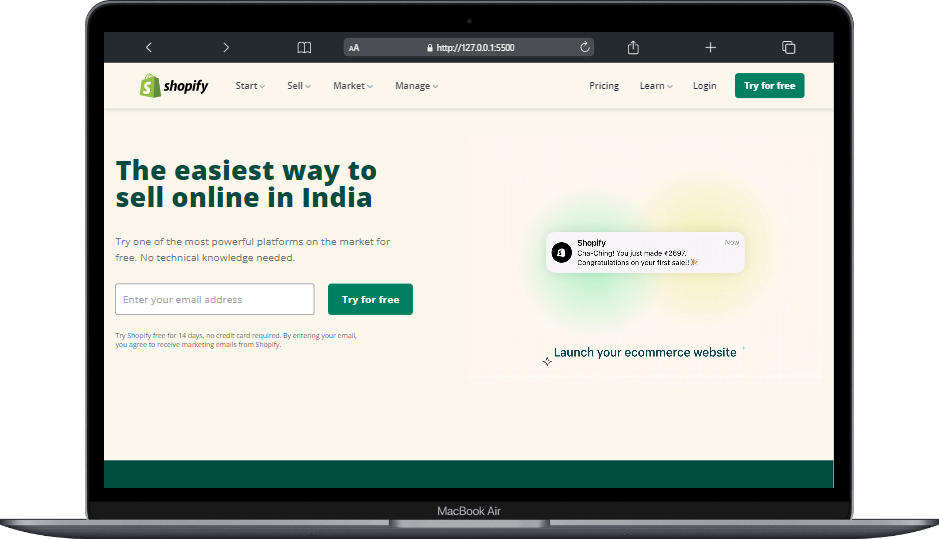 AA http://127.0.0.1:5500
shopify Start Sell Market Manage Pricing Learn Login Try for free
The easiest way to
sell online in India
Try one of the most powerful platforms on the market for
free. No technical knowledge needed.
Enter your email address Try for free
Try Shopify free for 14 days, no credit card required. By entering your email,
you agree to receive marketing emails from Shopify.
Shopify Now
Cha-Ching! You just made ₹2697.
Congratulations on your first sale!!
Launch your ecommerce website
MacBook Air